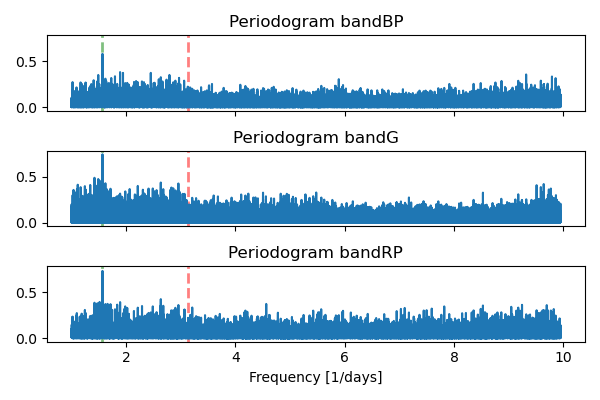 Periodogram bandBP
0.5
0.0
Periodogram bandG
0.5
0.0
Periodogram bandRP
0.5
0.0
2 4 6 8 10
Frequency [1/days]